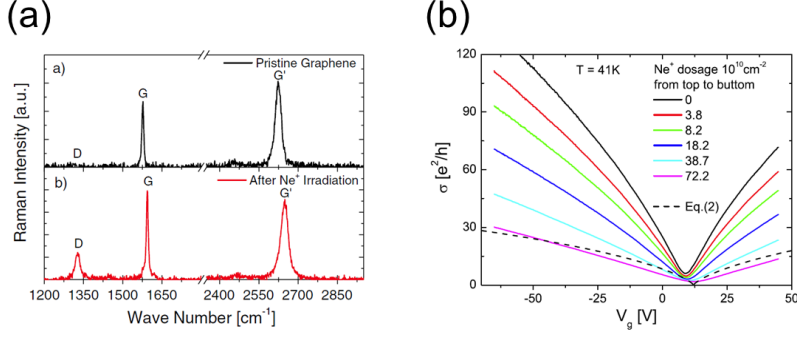 (a)
a)
Pristine Graphene
G'
G
D
b)
After Ne⁺ Irradiation
G'
G
D
Raman Intensity [a.u.]
1200 1350 1500 1650 2400 2550 2700 2850
Wave Number [cm⁻¹]
(b)
T = 41K
Ne⁺ dosage 10¹⁰cm⁻²
from top to buttom
0
3.8
8.2
18.2
38.7
72.2
Eq.(2)
120
90
60
30
0
σ [e²/h]
-50 -25 0 25 50
Vg [V]